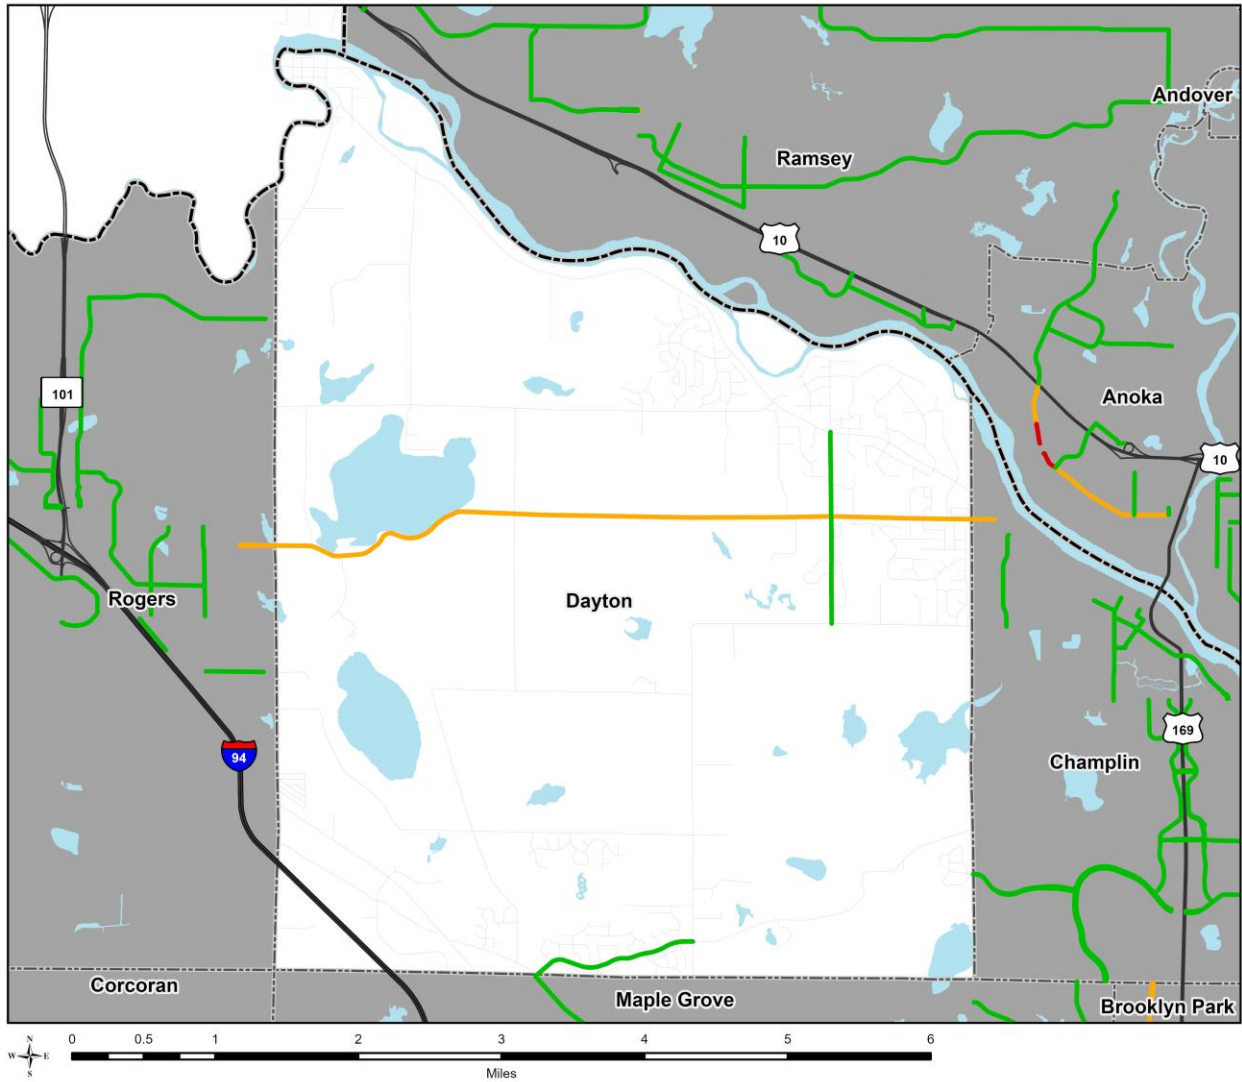 Andover
Ramsey
10
101
Anoka
10
Rogers
Dayton
169
94
Champlin
Corcoran
Maple Grove
Brooklyn Park
N
W E
S
0 0.5 1 2 3 4 5 6
Miles